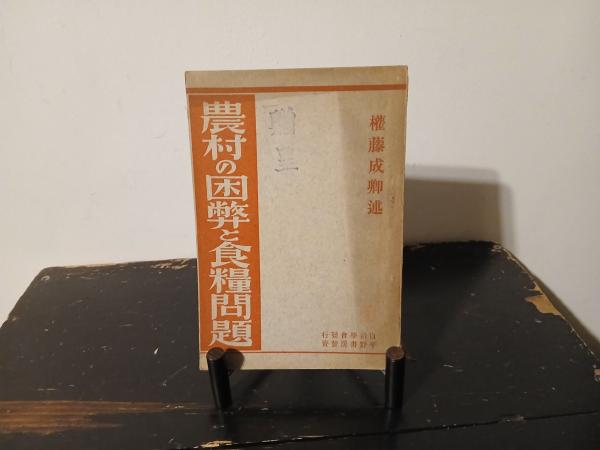 農村の困弊と食糧問題
權藤成卿述
自治學會發行
平野書房發賣